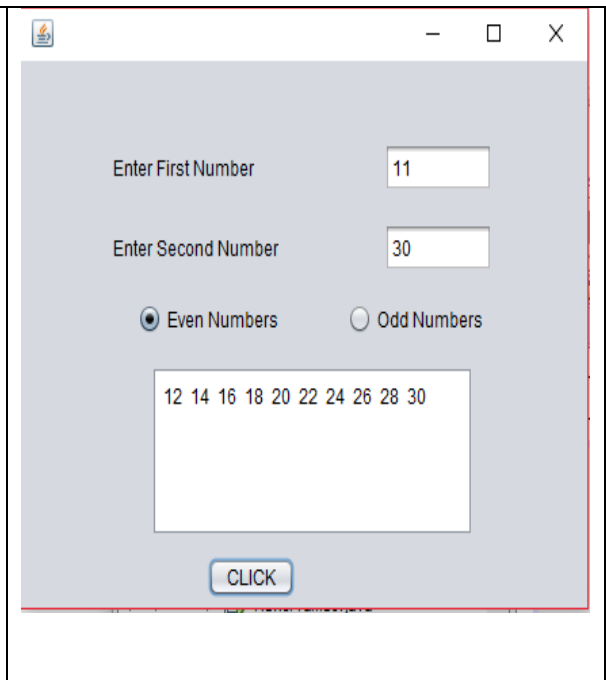 Enter First Number 11
Enter Second Number 30
Even Numbers Odd Numbers
12 14 16 18 20 22 24 26 28 30
CLICK